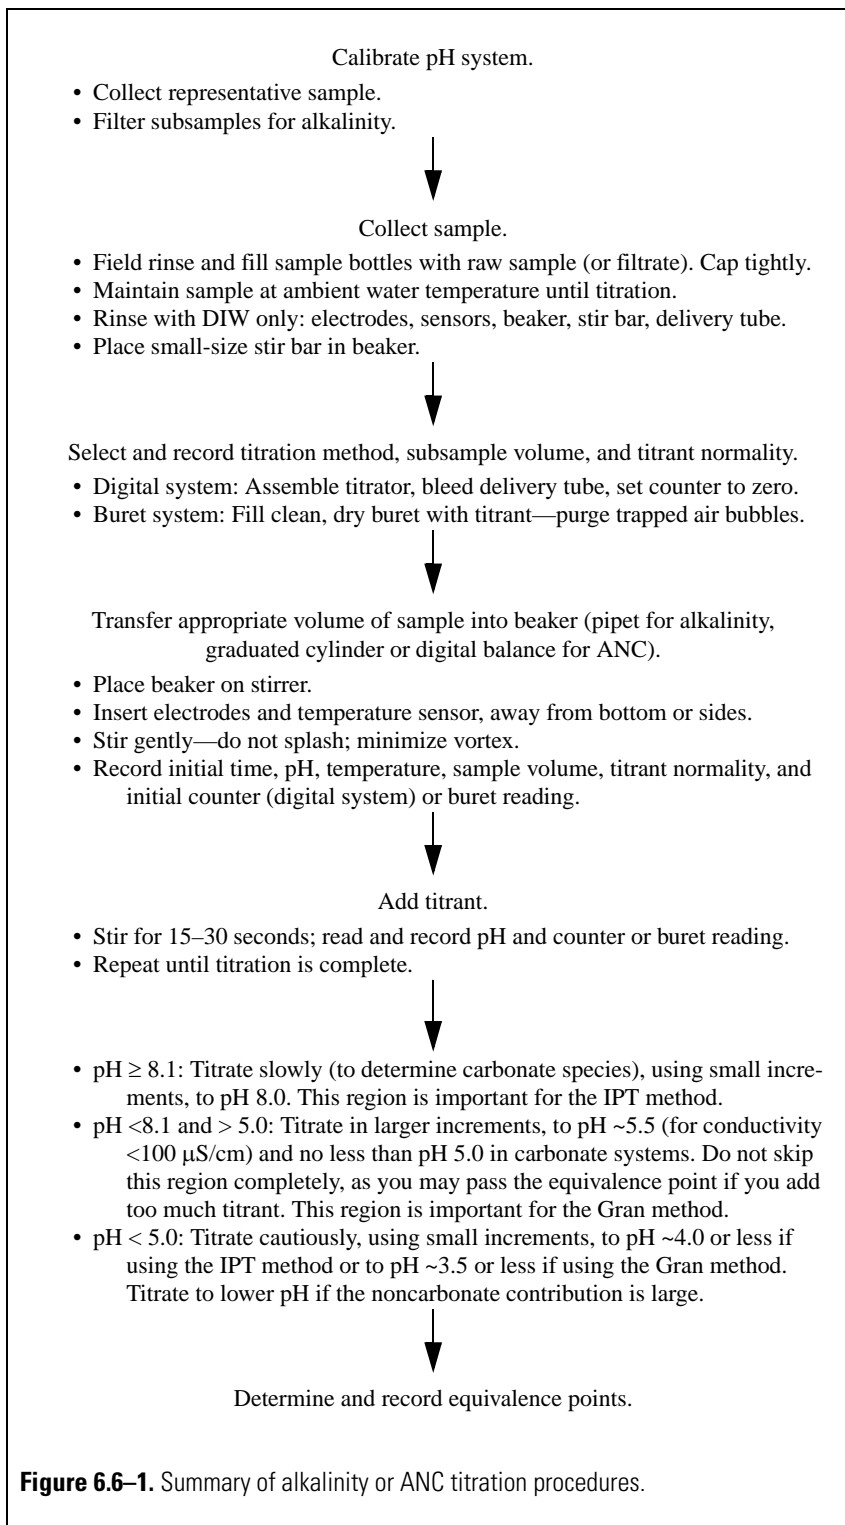 Calibrate pH system.
• Collect representative sample.
• Filter subsamples for alkalinity.
Collect sample.
• Field rinse and fill sample bottles with raw sample (or filtrate). Cap tightly.
• Maintain sample at ambient water temperature until titration.
• Rinse with DIW only: electrodes, sensors, beaker, stir bar, delivery tube.
• Place small-size stir bar in beaker.
Select and record titration method, subsample volume, and titrant normality.
• Digital system: Assemble titrator, bleed delivery tube, set counter to zero.
• Buret system: Fill clean, dry buret with titrant—purge trapped air bubbles.
Transfer appropriate volume of sample into beaker (pipet for alkalinity,
graduated cylinder or digital balance for ANC).
• Place beaker on stirrer.
• Insert electrodes and temperature sensor, away from bottom or sides.
• Stir gently—do not splash; minimize vortex.
• Record initial time, pH, temperature, sample volume, titrant normality, and
initial counter (digital system) or buret reading.
Add titrant.
• Stir for 15–30 seconds; read and record pH and counter or buret reading.
• Repeat until titration is complete.
• pH ≥ 8.1: Titrate slowly (to determine carbonate species), using small incre-
ments, to pH 8.0. This region is important for the IPT method.
• pH <8.1 and > 5.0: Titrate in larger increments, to pH ~5.5 (for conductivity
<100 μS/cm) and no less than pH 5.0 in carbonate systems. Do not skip
this region completely, as you may pass the equivalence point if you add
too much titrant. This region is important for the Gran method.
• pH < 5.0: Titrate cautiously, using small increments, to pH ~4.0 or less if
using the IPT method or to pH ~3.5 or less if using the Gran method.
Titrate to lower pH if the noncarbonate contribution is large.
Determine and record equivalence points.
Figure 6.6–1. Summary of alkalinity or ANC titration procedures.